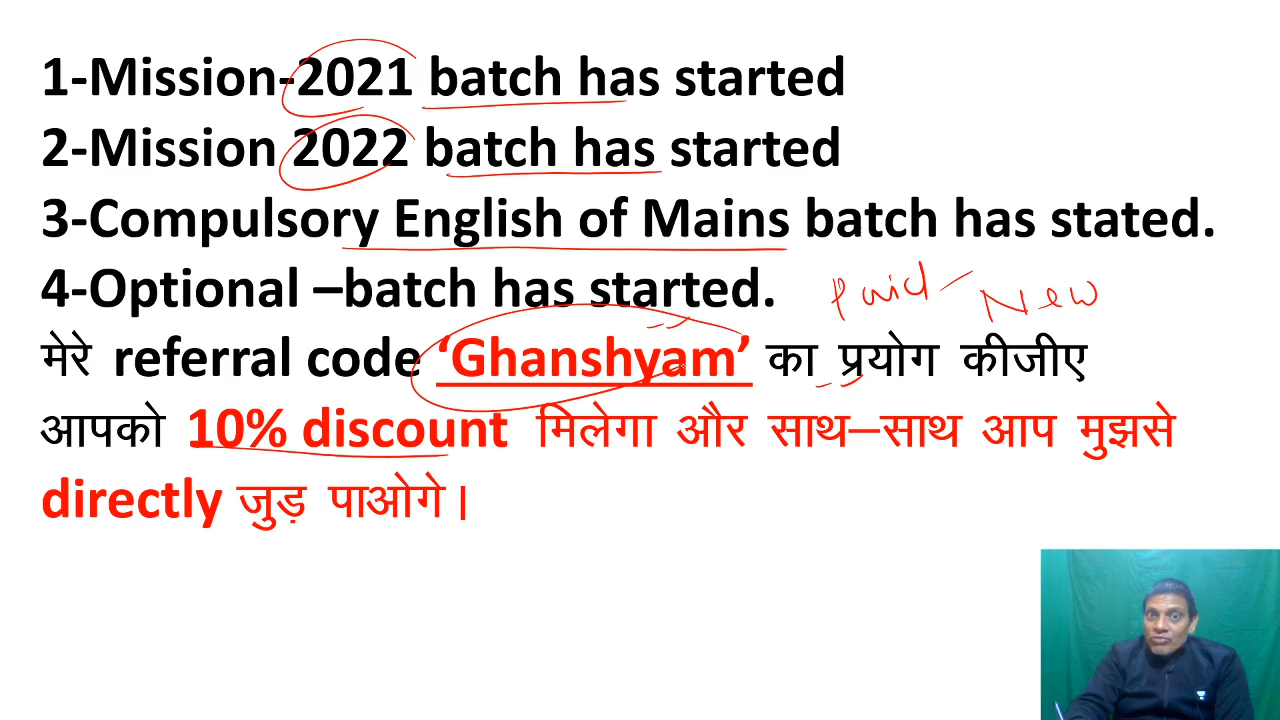 1-Mission-2021 batch has started
2-Mission 2022 batch has started
3-Compulsory English of Mains batch has stated.
4-Optional –batch has started.
Paid – New
मेरे referral code ‘Ghanshyam’ का प्रयोग कीजीए
आपको 10% discount मिलेगा और साथ–साथ आप मुझसे
directly जुड़ पाओगे।